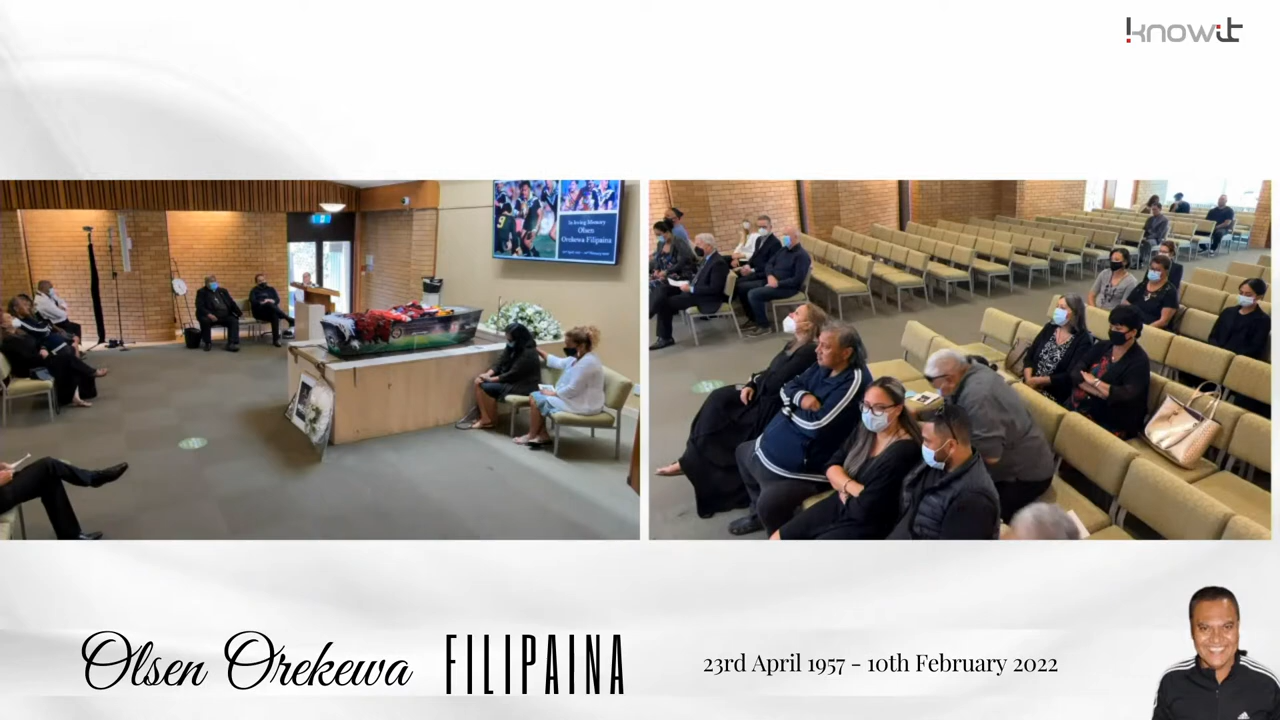 !knowit
In loving Memory
Olsen
Orekewa Filipaina
Olsen Orekewa FILIPAINA
23rd April 1957 - 10th February 2022